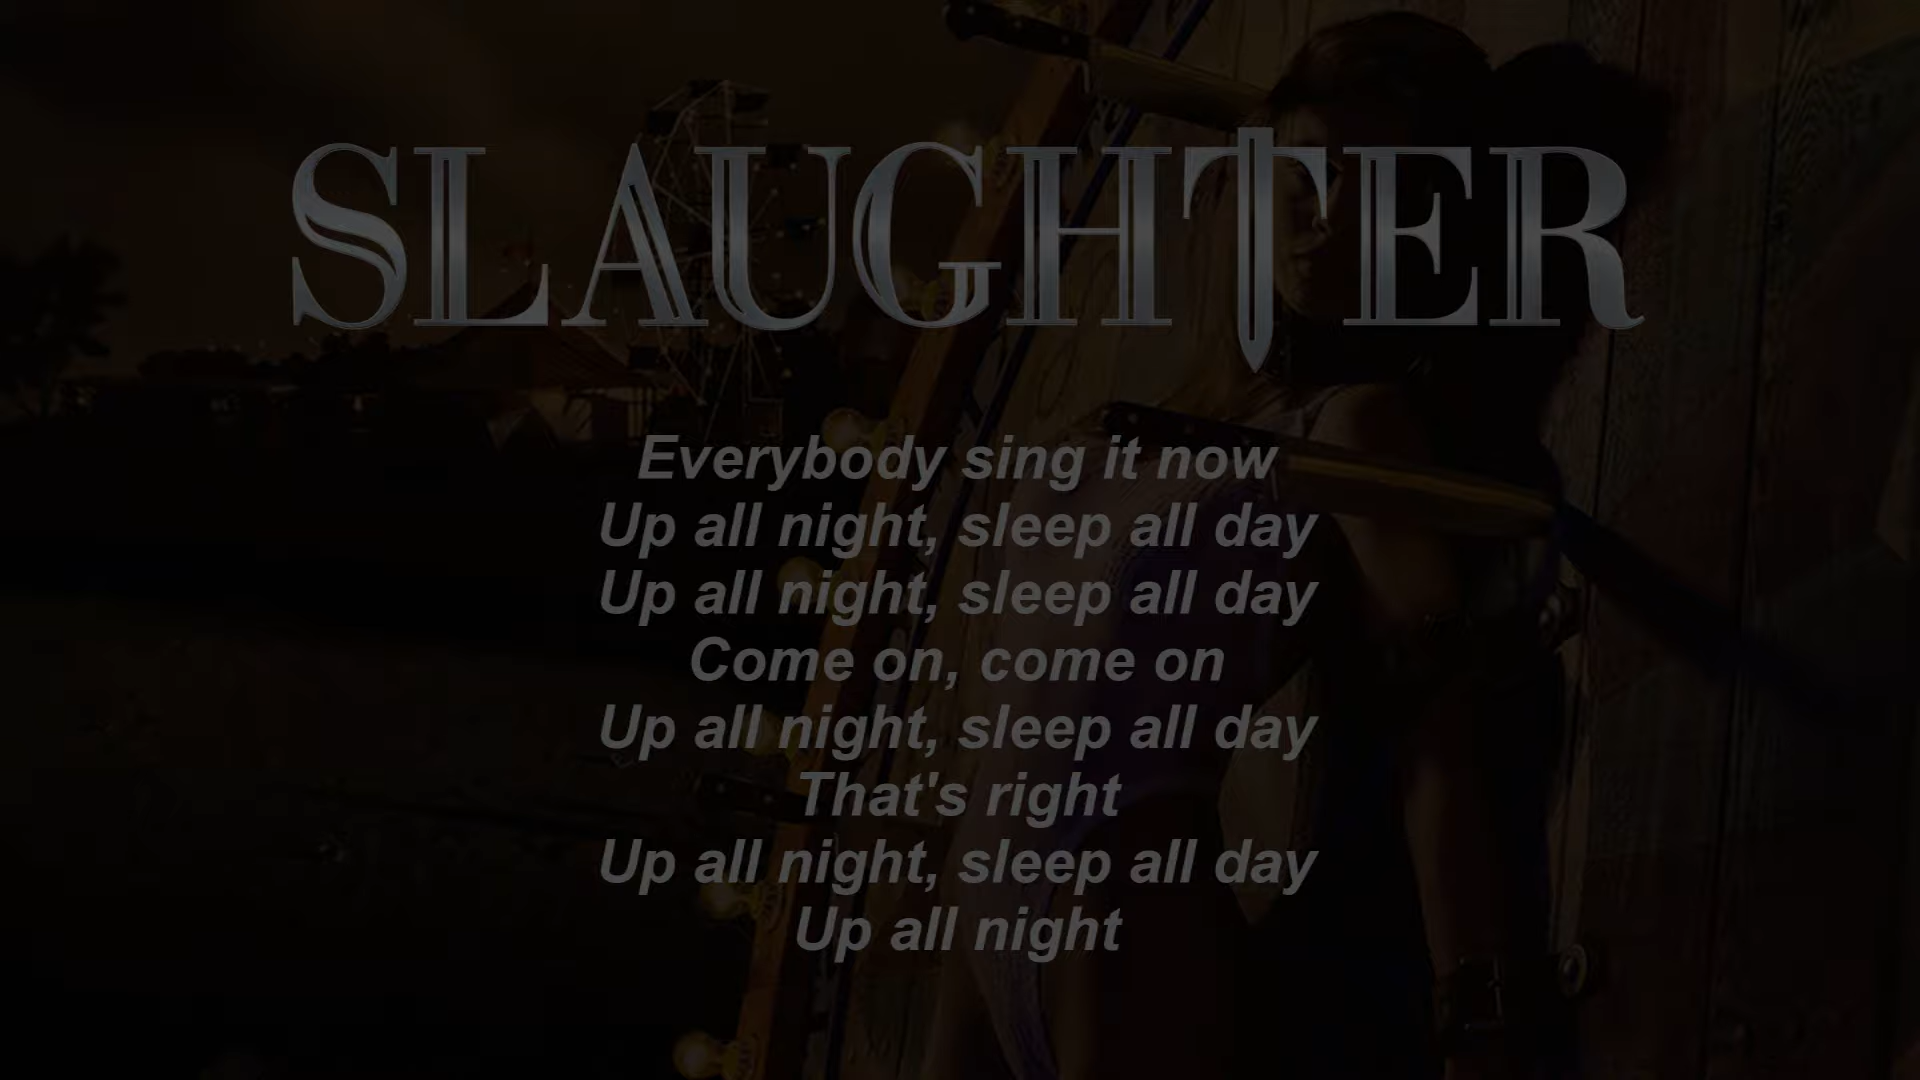 SLAUGHTER
Everybody sing it now
Up all night, sleep all day
Up all night, sleep all day
Come on, come on
Up all night, sleep all day
That's right
Up all night, sleep all day
Up all night